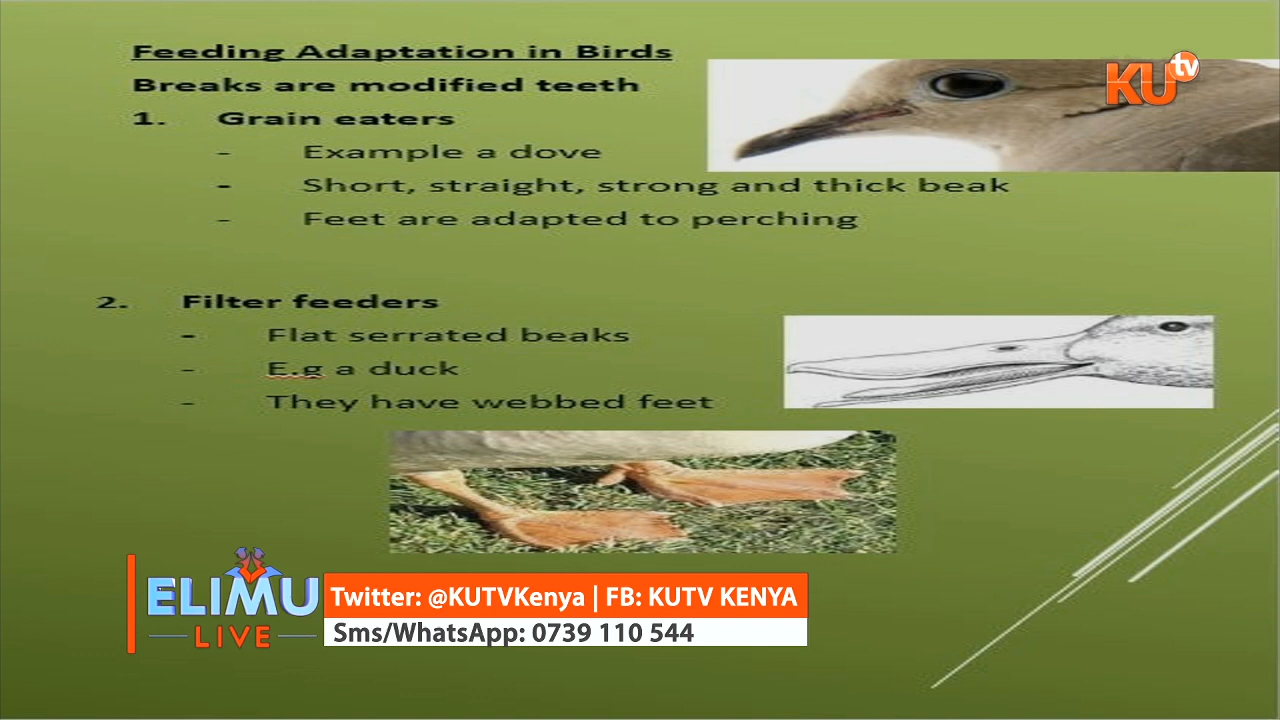 Feeding Adaptation in Birds
Breaks are modified teeth
1. Grain eaters
- Example a dove
- Short, straight, strong and thick beak
- Feet are adapted to perching
2. Filter feeders
- Flat serrated beaks
- E.g a duck
- They have webbed feet
KU tv
ELIMU
LIVE
Twitter: @KUTVKenya | FB: KUTV KENYA
Sms/WhatsApp: 0739 110 544